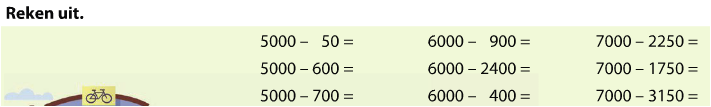 Reken uit.
5000 – 50 = 6000 – 900 = 7000 – 2250 =
5000 – 600 = 6000 – 2400 = 7000 – 1750 =
5000 – 700 = 6000 – 400 = 7000 – 3150 =